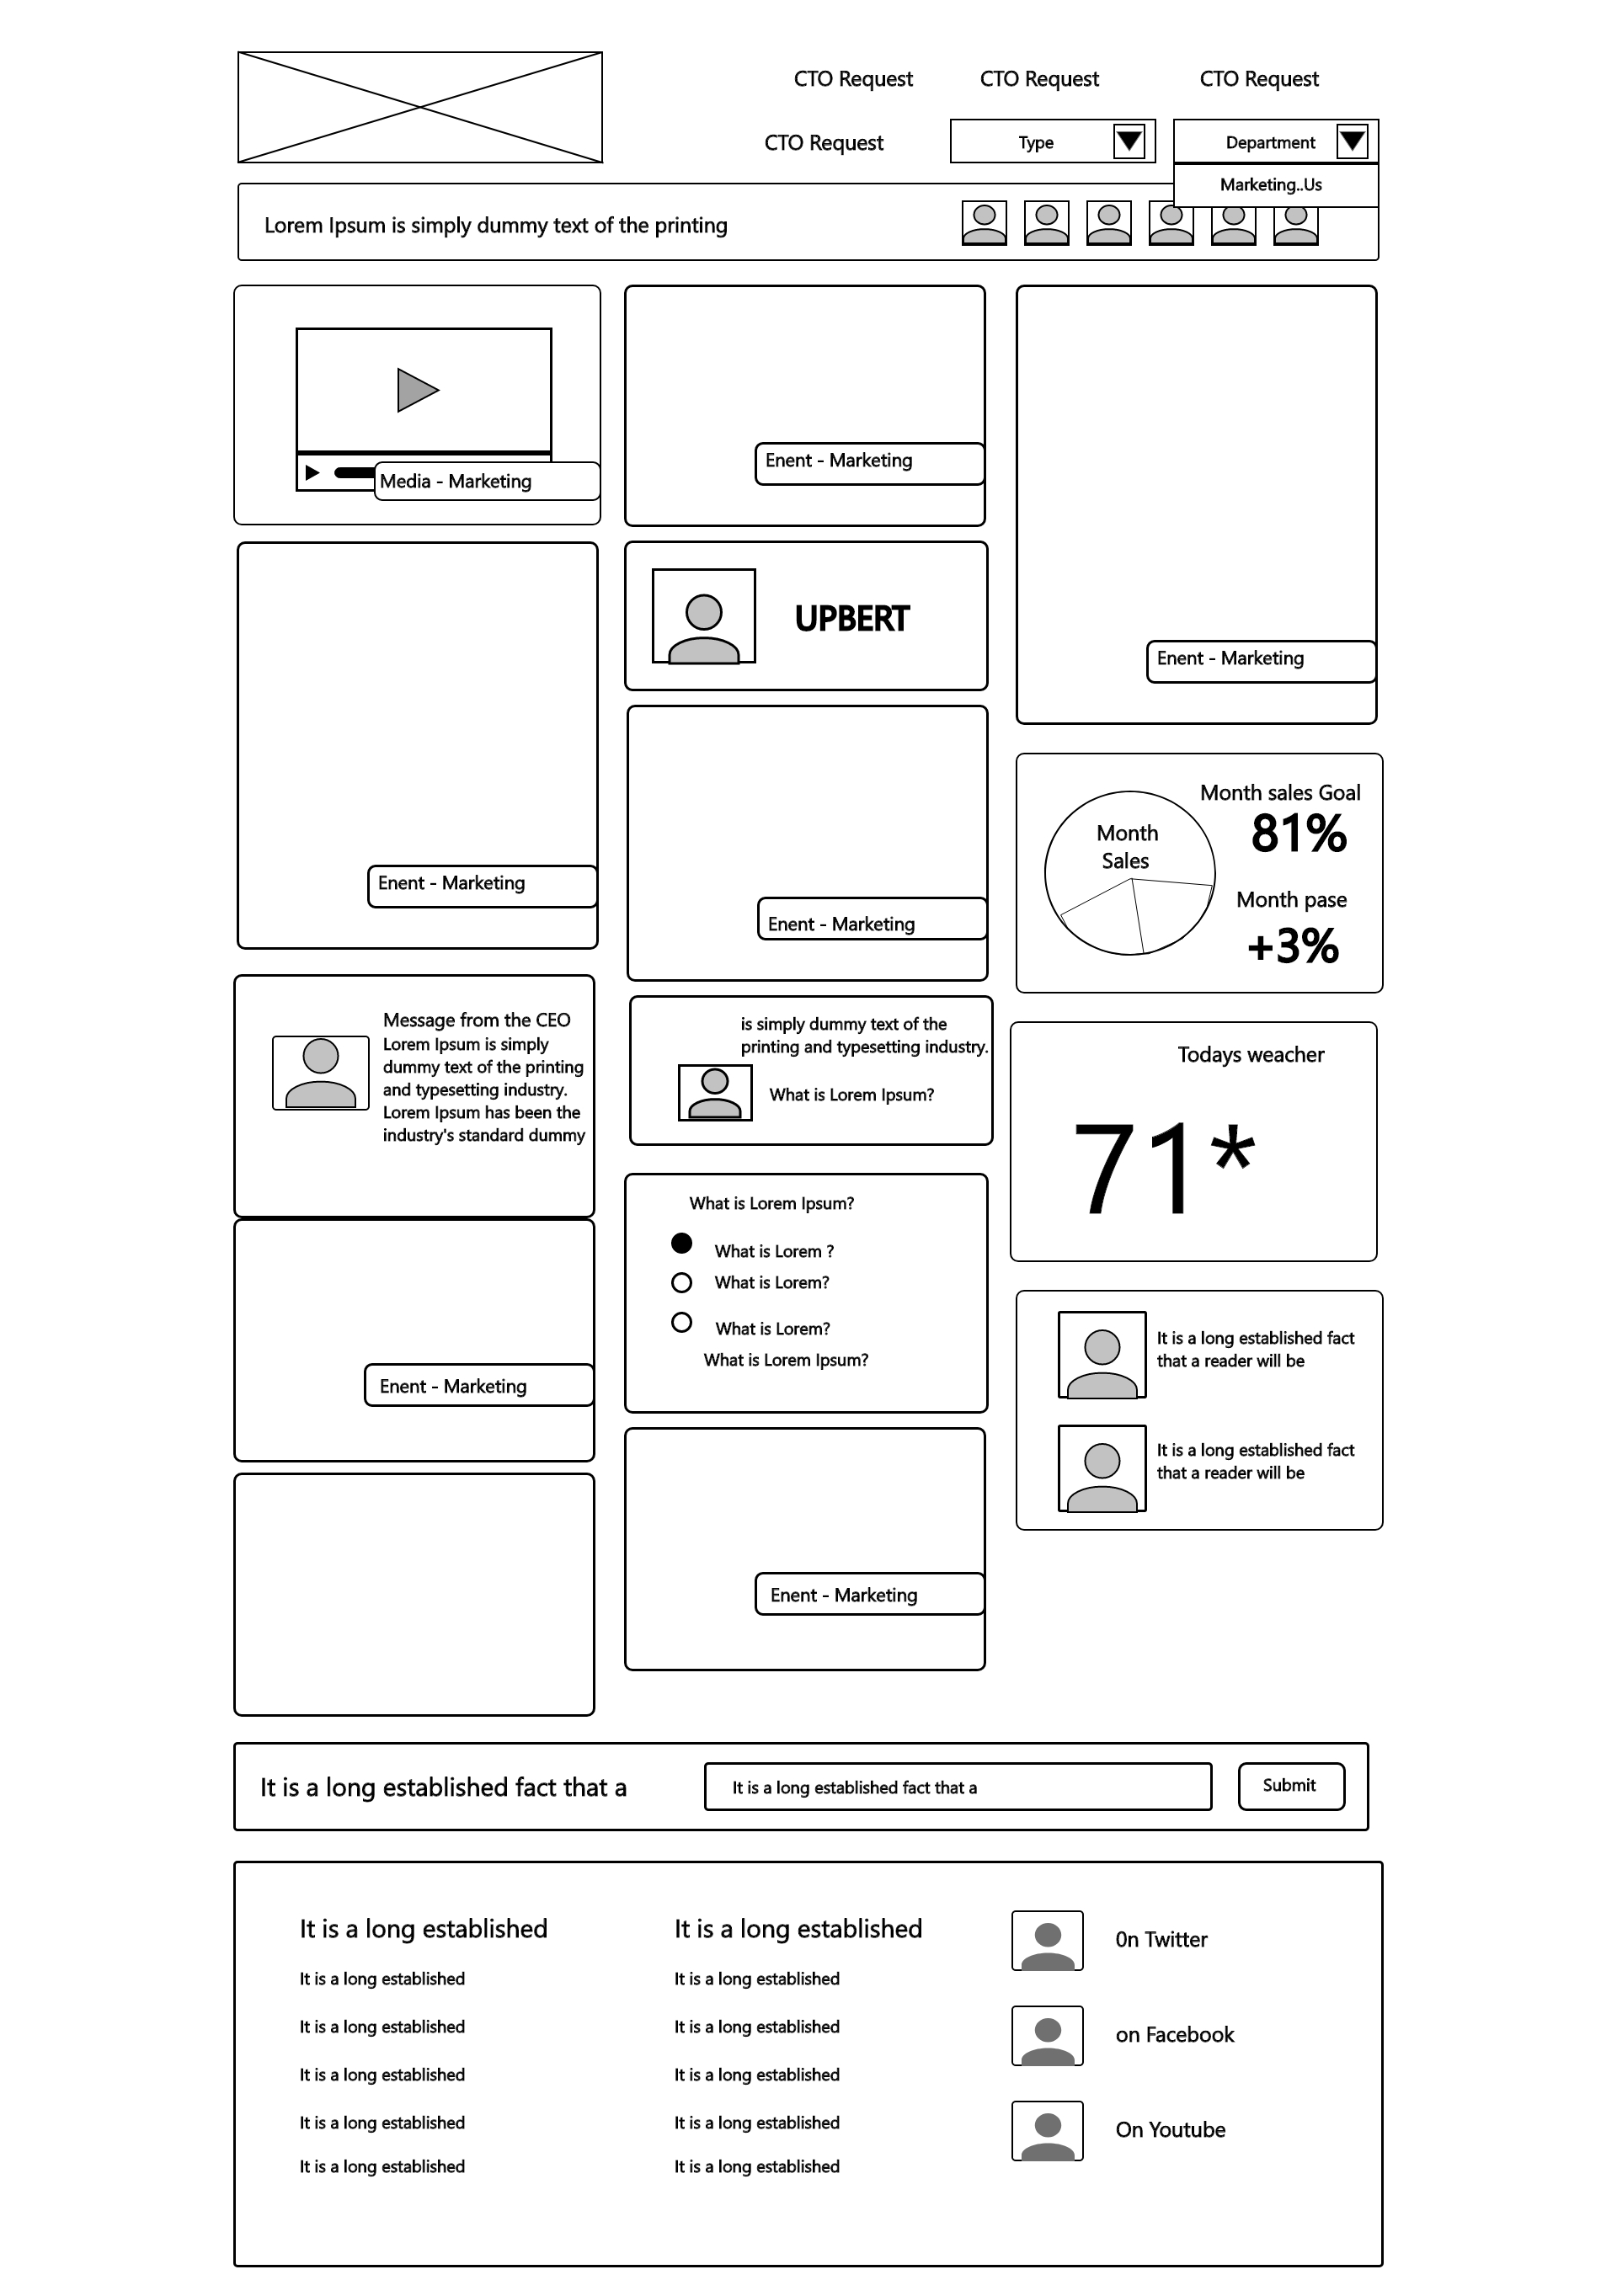 CTO Request
CTO Request
CTO Request
CTO Request
Type
Department
Marketing..Us
Lorem Ipsum is simply dummy text of the printing
Media - Marketing
Enent - Marketing
Enent - Marketing
UPBERT
Enent - Marketing
Enent - Marketing
Month
Sales
Month sales Goal
81%
Month pase
+3%
Message from the CEO
Lorem Ipsum is simply
dummy text of the printing
and typesetting industry.
Lorem Ipsum has been the
industry's standard dummy
is simply dummy text of the
printing and typesetting industry.
What is Lorem Ipsum?
Todays weacher
71*
What is Lorem Ipsum?
What is Lorem ?
What is Lorem?
What is Lorem?
What is Lorem Ipsum?
Enent - Marketing
It is a long established fact
that a reader will be
It is a long established fact
that a reader will be
Enent - Marketing
It is a long established fact that a
It is a long established fact that a
Submit
It is a long established
It is a long established
It is a long established
It is a long established
It is a long established
It is a long established
It is a long established
It is a long established
It is a long established
It is a long established
It is a long established
It is a long established
0n Twitter
on Facebook
On Youtube